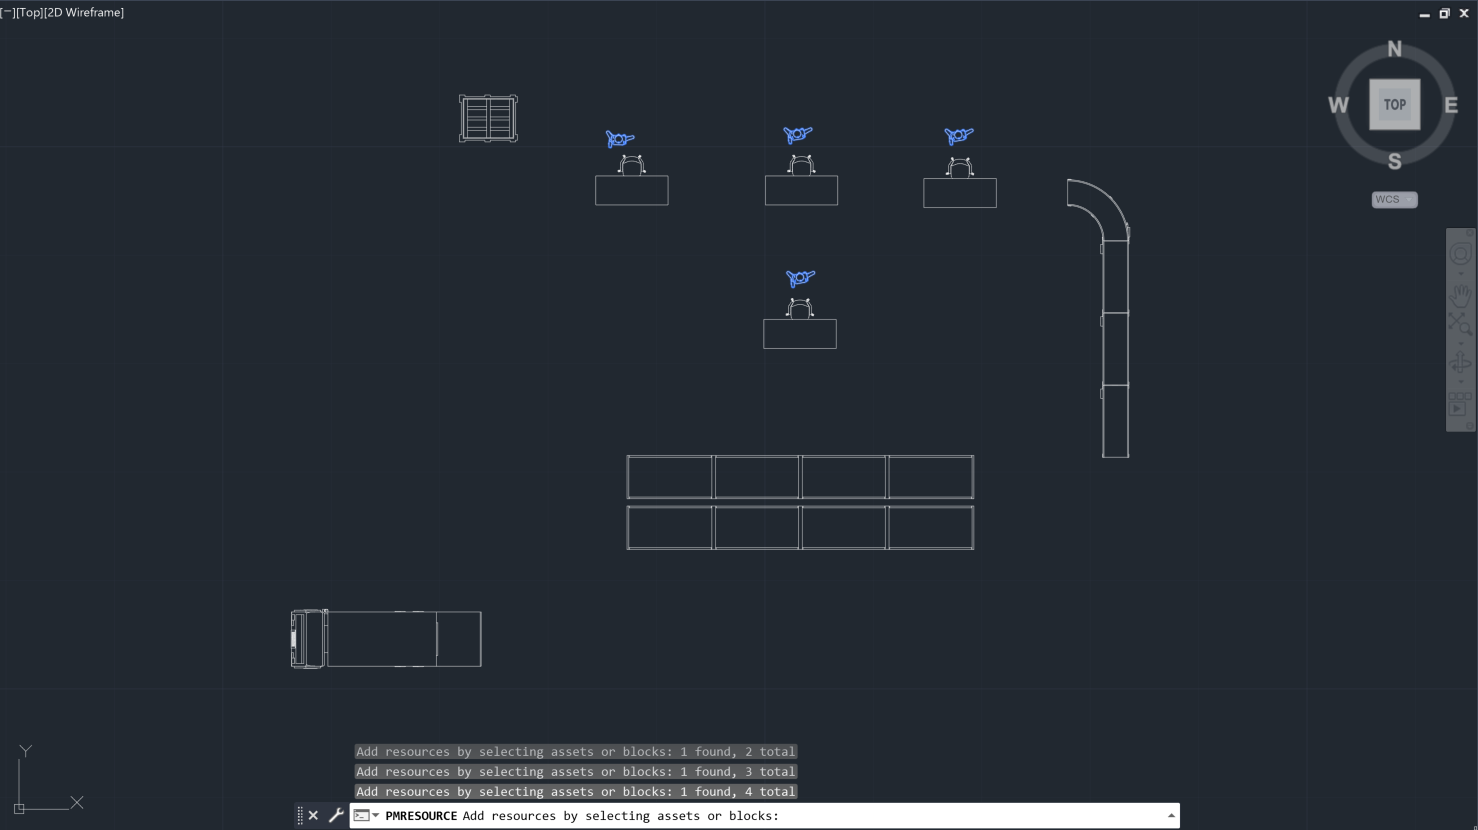 [−][Top][2D Wireframe]
N
W TOP E
S
WCS
Y
X
Add resources by selecting assets or blocks: 1 found, 2 total
Add resources by selecting assets or blocks: 1 found, 3 total
Add resources by selecting assets or blocks: 1 found, 4 total
PMRESOURCE Add resources by selecting assets or blocks: